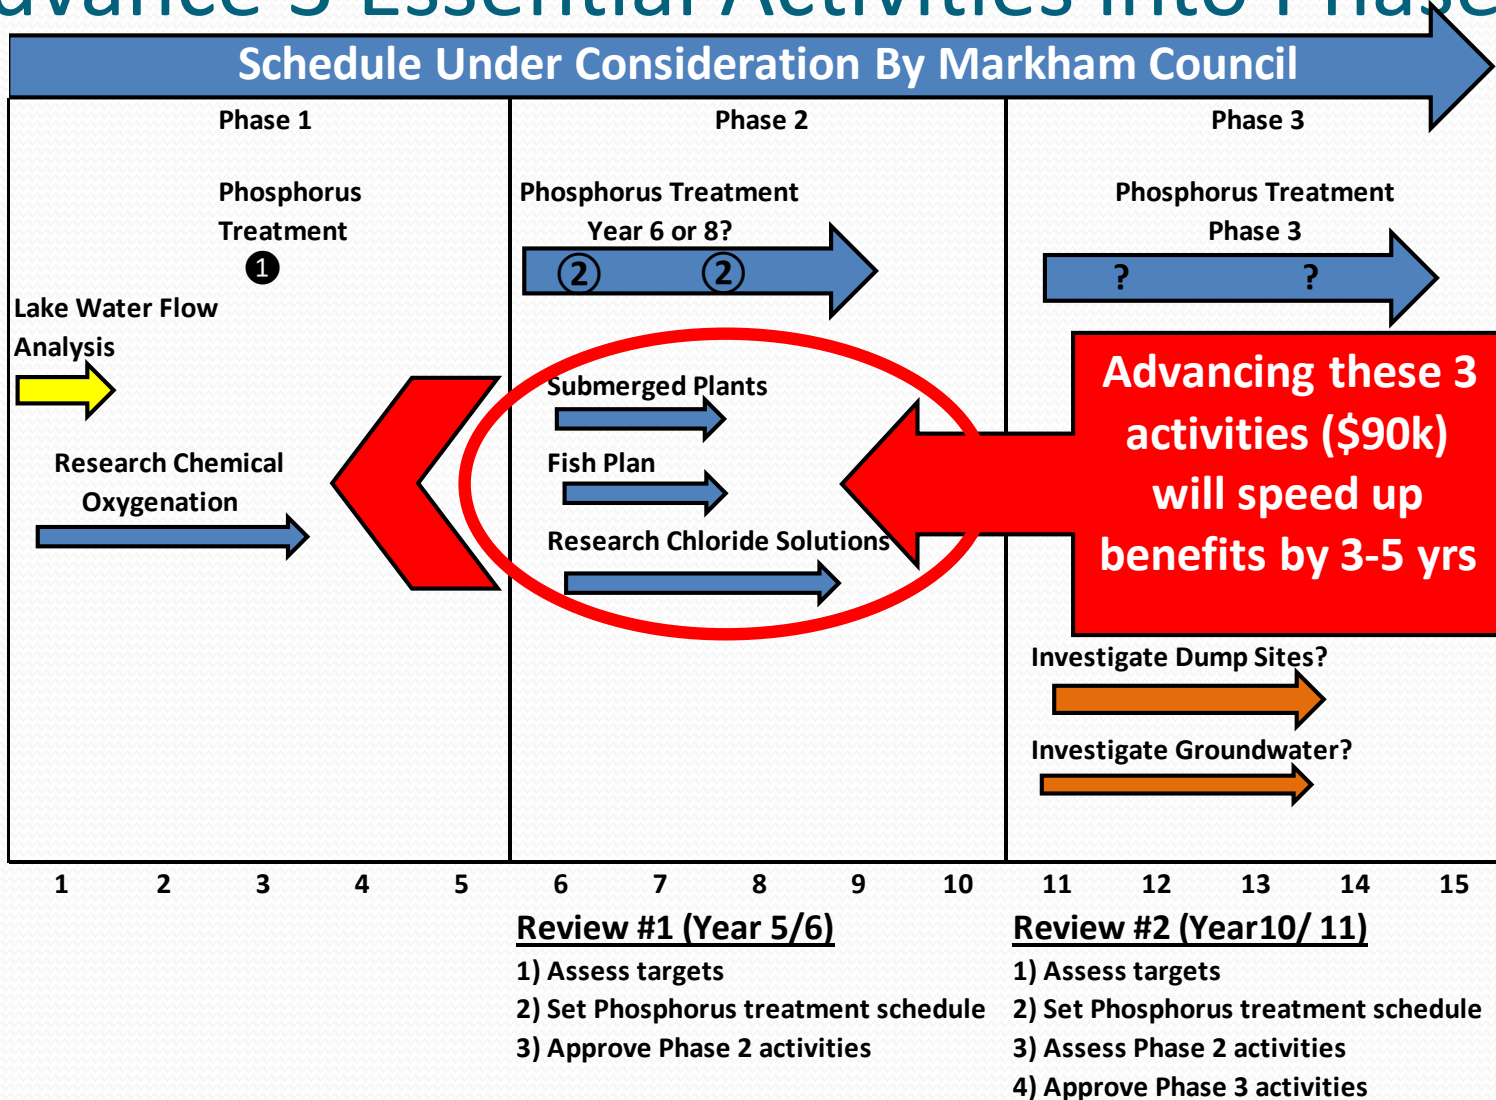 dvance 3 Essential Activities into Phase
Schedule Under Consideration By Markham Council
Phase 1
Phase 2
Phase 3
Phosphorus
Treatment
1
Lake Water Flow
Analysis
Research Chemical
Oxygenation
Phosphorus Treatment
Year 6 or 8?
2 2
Submerged Plants
Fish Plan
Research Chloride Solutions
Phosphorus Treatment
Phase 3
? ?
Advancing these 3
activities ($90k)
will speed up
benefits by 3-5 yrs
Investigate Dump Sites?
Investigate Groundwater?
1 2 3 4 5 6 7 8 9 10 11 12 13 14 15
Review #1 (Year 5/6)
1) Assess targets
2) Set Phosphorus treatment schedule
3) Approve Phase 2 activities
Review #2 (Year10/ 11)
1) Assess targets
2) Set Phosphorus treatment schedule
3) Assess Phase 2 activities
4) Approve Phase 3 activities